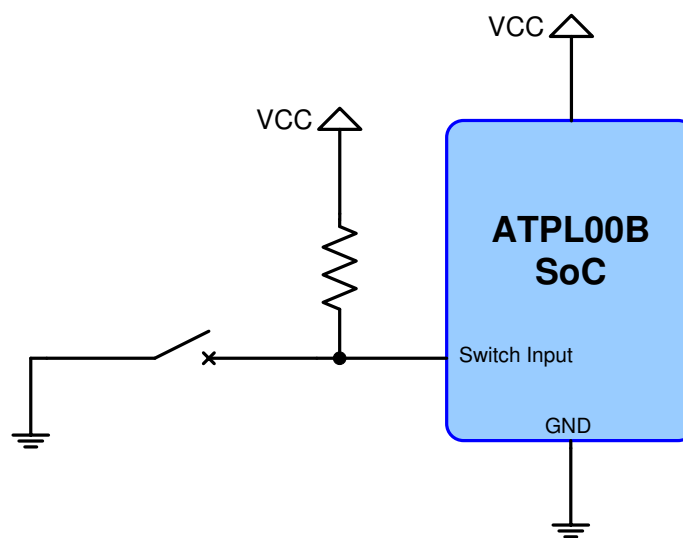 VCC
VCC
ATPL00B
SoC
Switch Input
GND